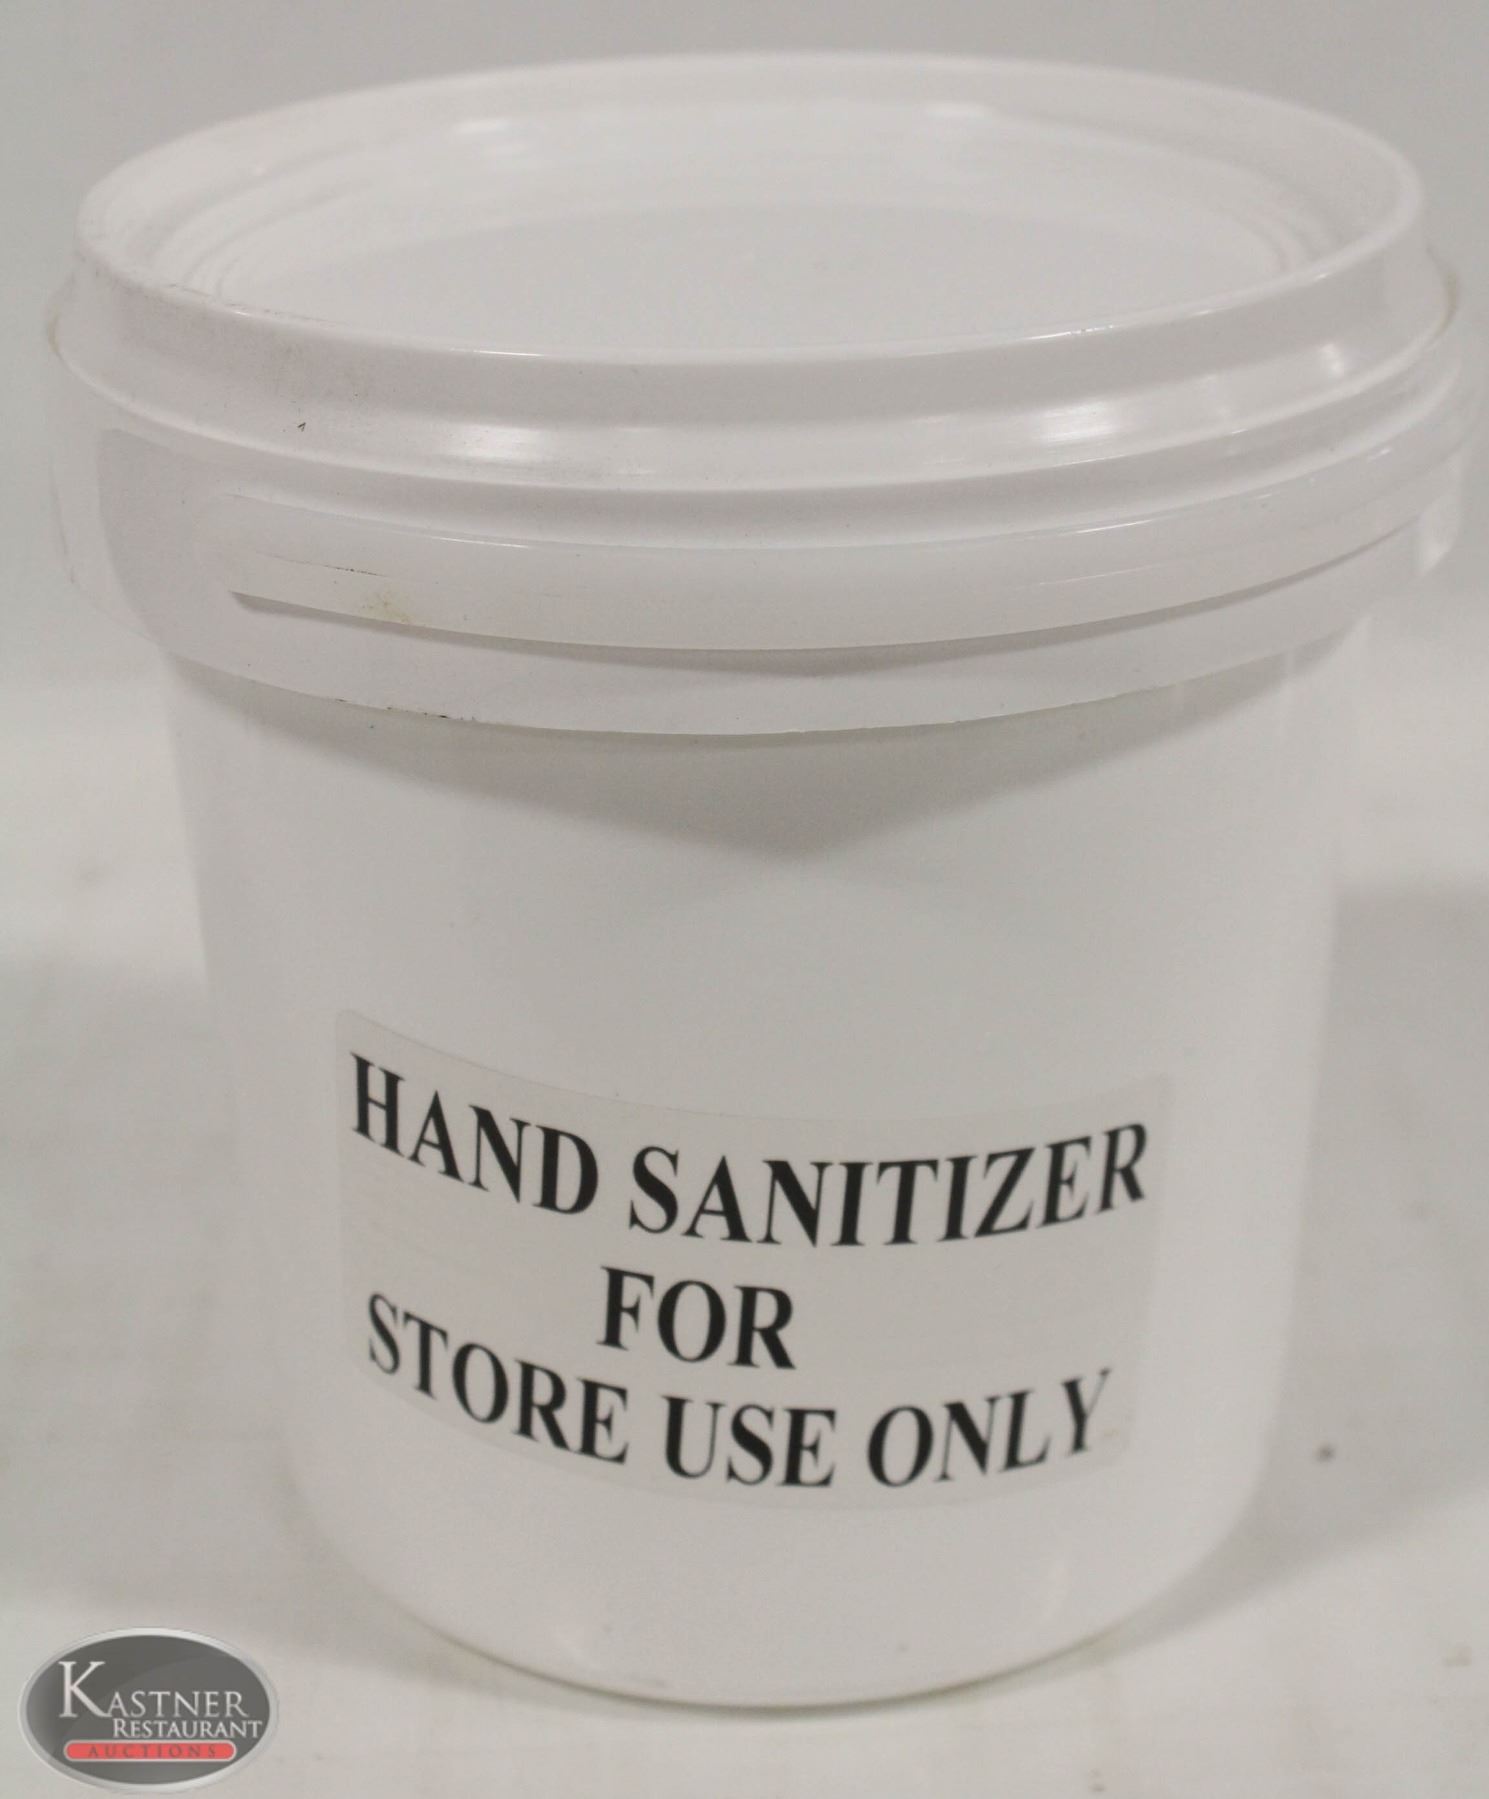 HAND SANITIZER
FOR
STORE USE ONLY
KASTNER
RESTAURANT
AUCTIONS